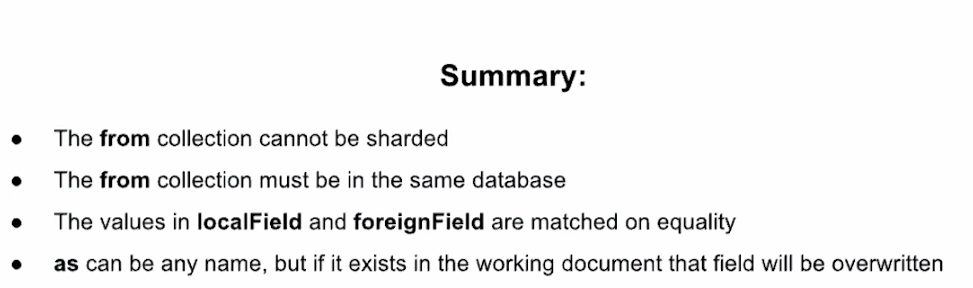 Summary:
● The from collection cannot be sharded
● The from collection must be in the same database
● The values in localField and foreignField are matched on equality
● as can be any name, but if it exists in the working document that field will be overwritten